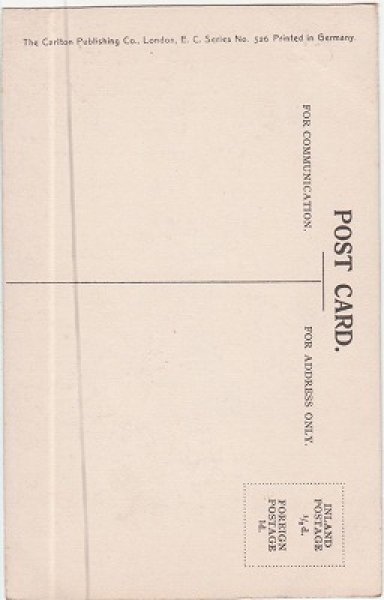 The Carlton Publishing Co., London, E. C. Series No. 526 Printed in Germany.
POST CARD.
FOR COMMUNICATION.
FOR ADDRESS ONLY.
INLAND
POSTAGE
½d.
FOREIGN
POSTAGE
1d.